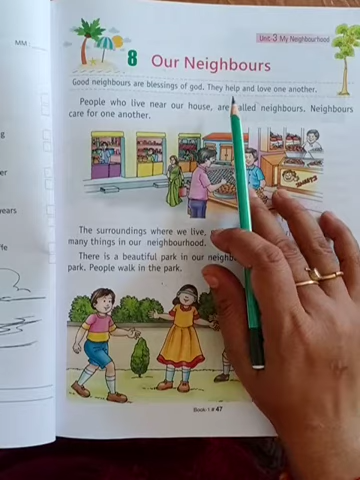 MM:
Unit-3 My Neighbourhood
8 Our Neighbours
Good neighbours are blessings of god. They help and love one another.
People who live near our house, are called neighbours. Neighbours
care for one another.
SWEETS
The surroundings where we live,
many things in our neighbourhood.
There is a beautiful park in our
park. People walk in the park.
Book-1 # 47